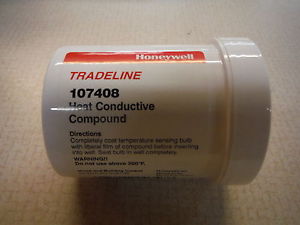 Honeywell
TRADELINE
107408
Heat Conductive
Compound
Directions
Completely coat temperature sensing bulb
with liberal film of compound before inserting
into well. Seat bulb in well completely.
WARNING!!
Do not use above 200°F.